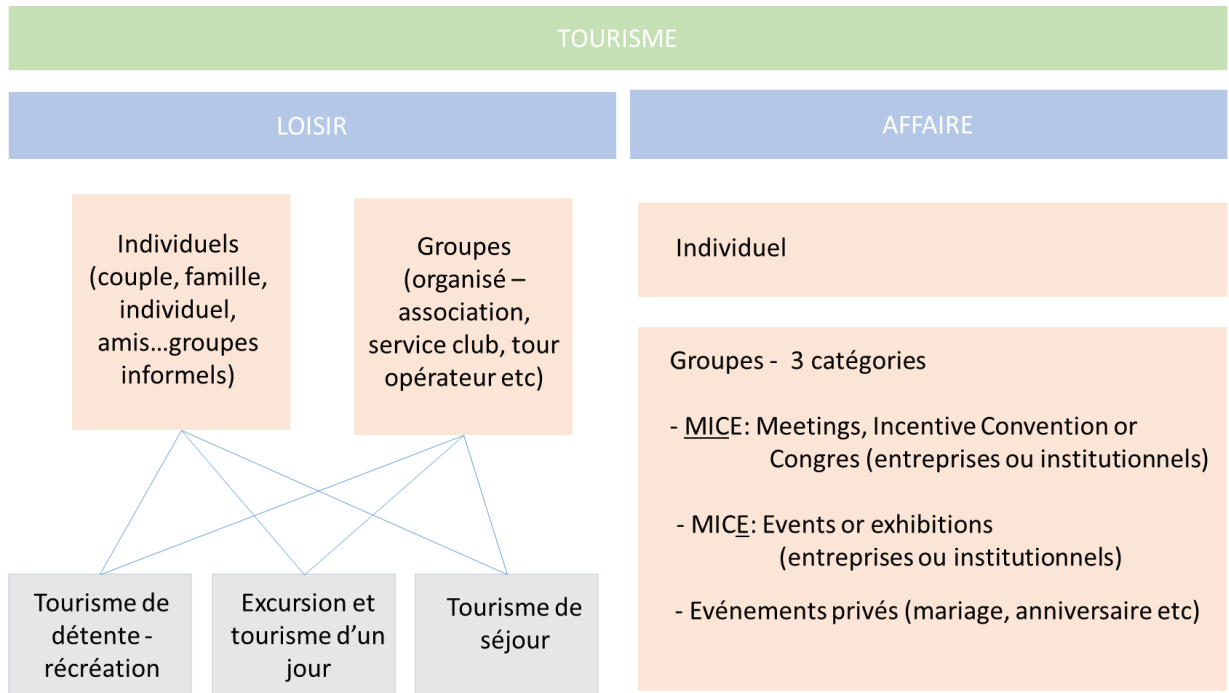 TOURISME
LOISIR
AFFAIRE
Individuels
(couple, famille,
individuel,
amis...groupes
informels)
Groupes
(organisé –
association,
service club, tour
opérateur etc)
Individuel
Groupes - 3 catégories
- MICE: Meetings, Incentive Convention or
Congres (entreprises ou institutionnels)
- MICE: Events or exhibitions
(entreprises ou institutionnels)
- Evénements privés (mariage, anniversaire etc)
Tourisme de
détente -
récréation
Excursion et
tourisme d’un
jour
Tourisme de
séjour